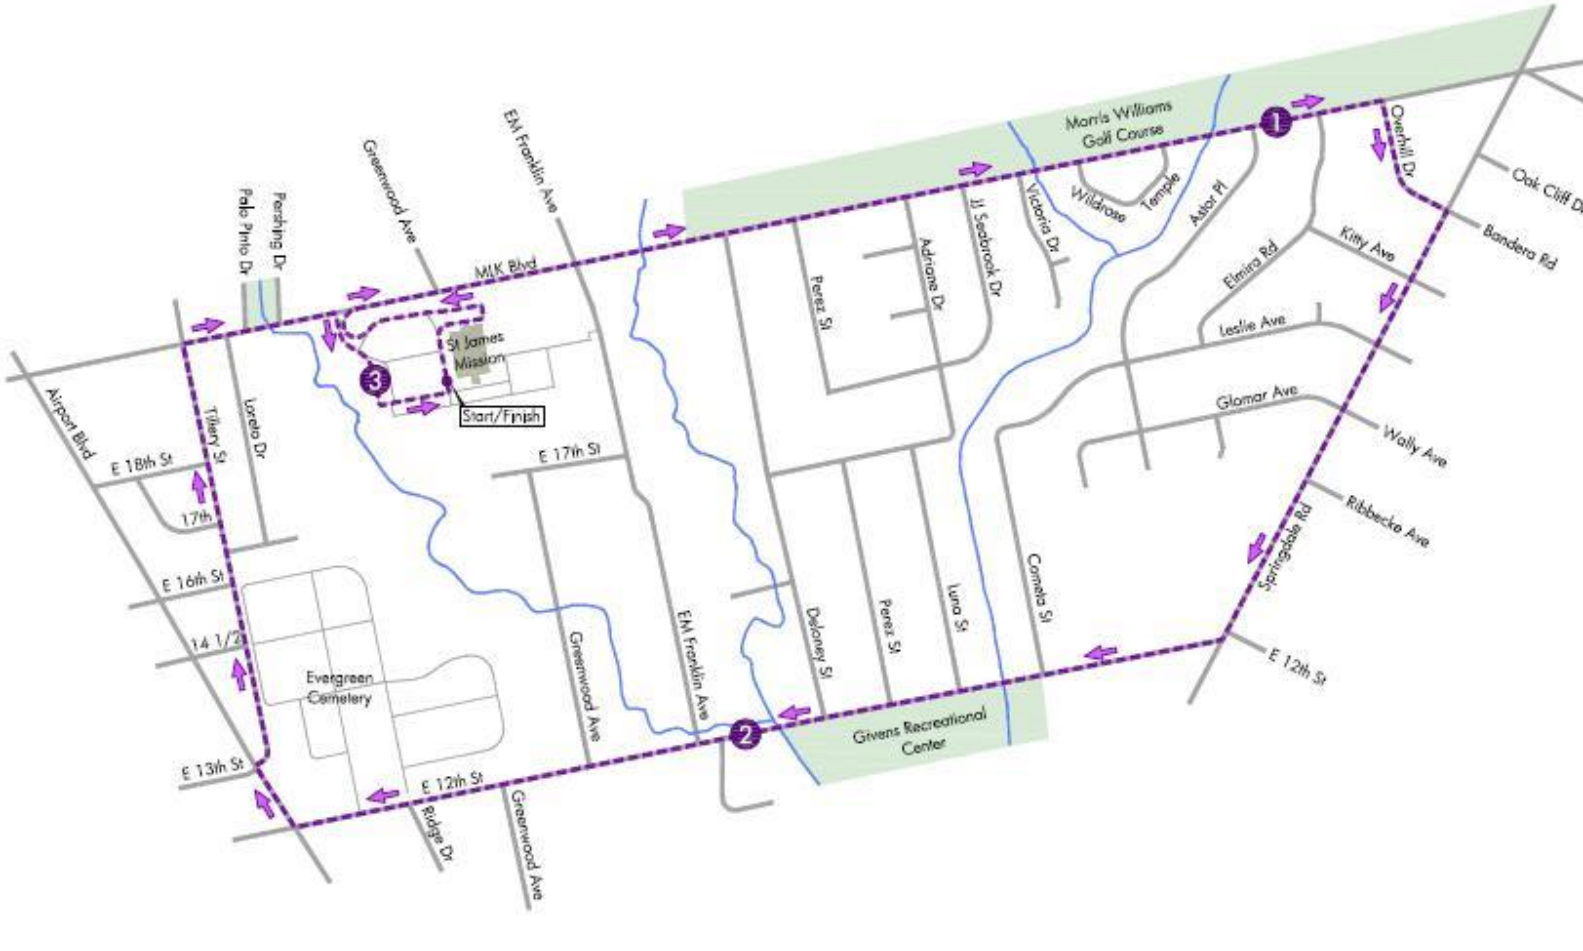 Morris Williams
Golf Course
1
Overhill Dr
EM Franklin Ave
Greenwood Ave
Oak Cliff D
Pershing Dr
Palo Pinto Dr
Wildrose
Temple
Astor Pl
Victoria Dr
JJ Seabrook Dr
Bandera Rd
Kitty Ave
Adriane Dr
Elmira Rd
MLK Blvd
Perez St
Leslie Ave
St James
Mission
3
Start/Finish
Airport Blvd
Tillery St
Loreto Dr
Glomar Ave
Wally Ave
E 18th St
E 17th St
17th
Ribbecke Ave
Springdale Rd
E 16th St
Cometa St
Luna St
Perez St
Deloney St
EM Franklin Ave
Greenwood Ave
14 1/2
E 12th St
Evergreen
Cemetery
2
Givens Recreational
Center
E 13th St
E 12th St
Ridge Dr
Greenwood Ave